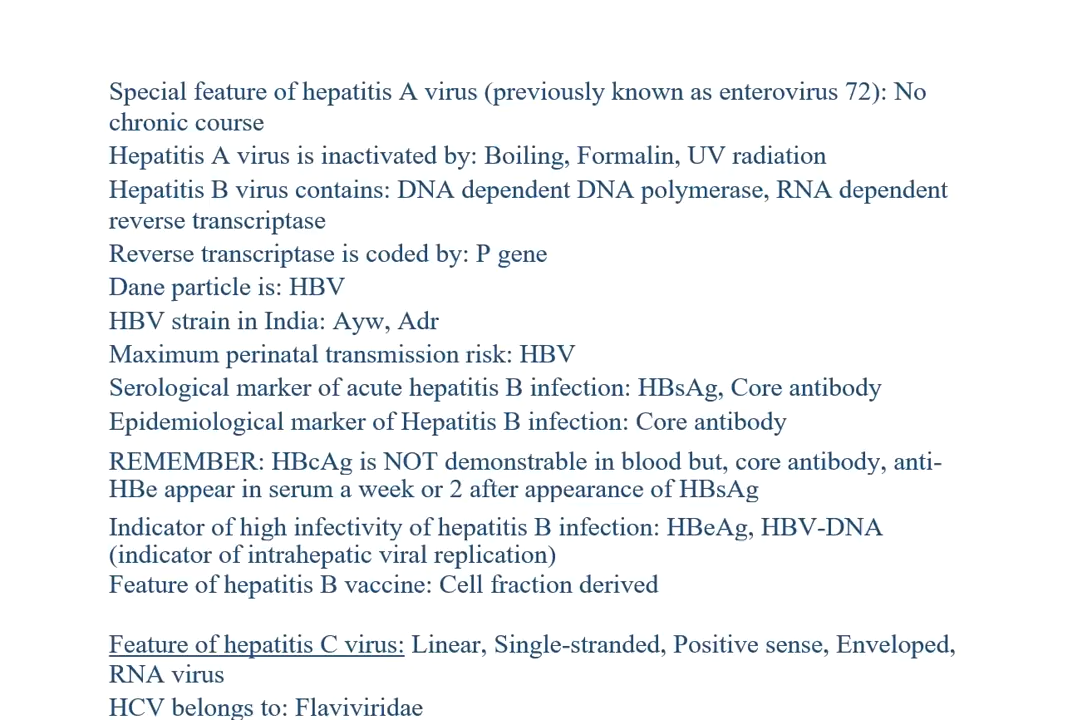 Special feature of hepatitis A virus (previously known as enterovirus 72): No
chronic course
Hepatitis A virus is inactivated by: Boiling, Formalin, UV radiation
Hepatitis B virus contains: DNA dependent DNA polymerase, RNA dependent
reverse transcriptase
Reverse transcriptase is coded by: P gene
Dane particle is: HBV
HBV strain in India: Ayw, Adr
Maximum perinatal transmission risk: HBV
Serological marker of acute hepatitis B infection: HBsAg, Core antibody
Epidemiological marker of Hepatitis B infection: Core antibody
REMEMBER: HBcAg is NOT demonstrable in blood but, core antibody, anti-
HBe appear in serum a week or 2 after appearance of HBsAg
Indicator of high infectivity of hepatitis B infection: HBeAg, HBV-DNA
(indicator of intrahepatic viral replication)
Feature of hepatitis B vaccine: Cell fraction derived
Feature of hepatitis C virus: Linear, Single-stranded, Positive sense, Enveloped,
RNA virus
HCV belongs to: Flaviviridae